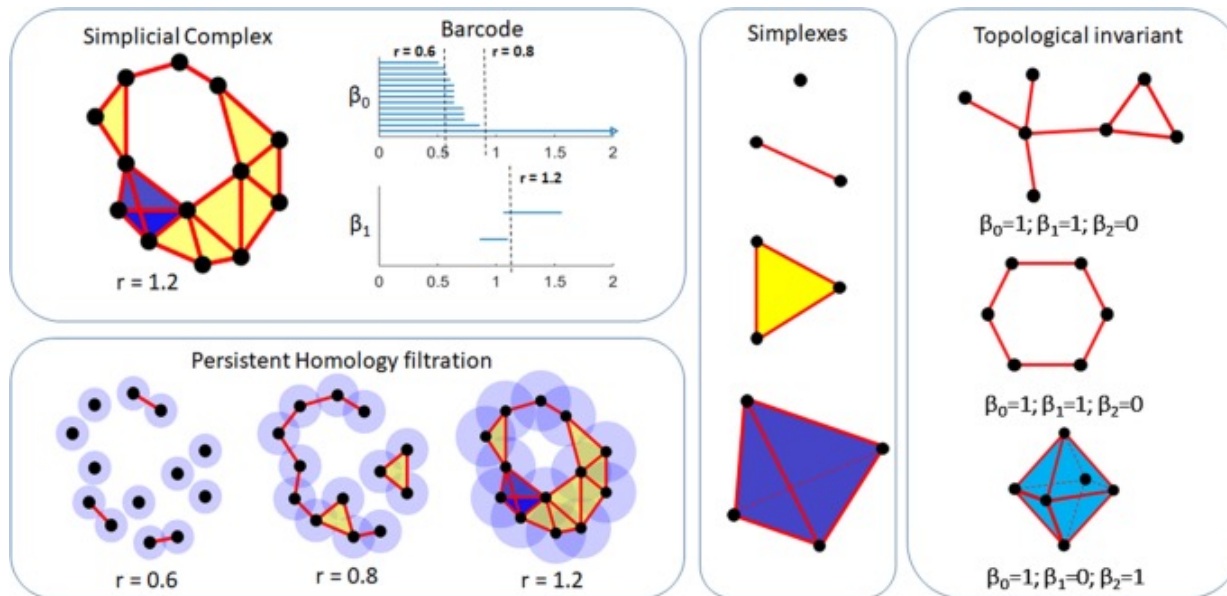 Simplicial Complex
r = 1.2
Barcode
r = 0.6
r = 0.8
β0
0 0.5 1 1.5 2
r = 1.2
β1
0 0.5 1 1.5 2
Persistent Homology filtration
r = 0.6
r = 0.8
r = 1.2
Simplexes
Topological invariant
β0=1; β1=1; β2=0
β0=1; β1=1; β2=0
β0=1; β1=0; β2=1